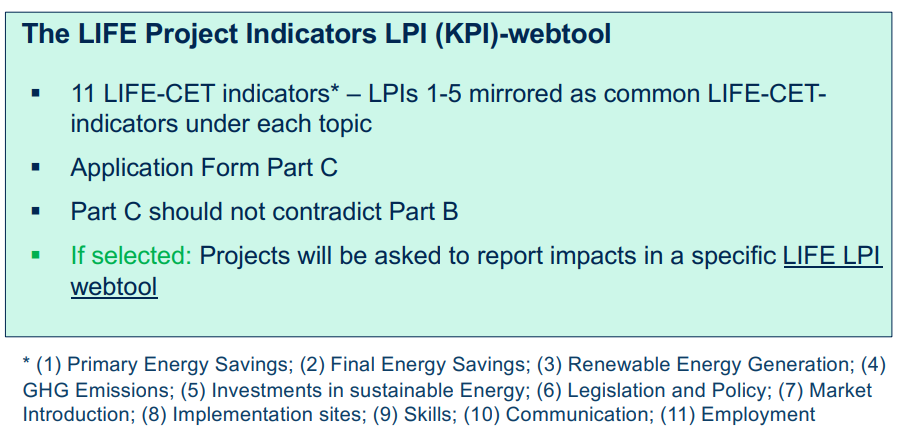 The LIFE Project Indicators LPI (KPI)-webtool
▪ 11 LIFE-CET indicators* – LPIs 1-5 mirrored as common LIFE-CET-
indicators under each topic
▪ Application Form Part C
▪ Part C should not contradict Part B
▪ If selected: Projects will be asked to report impacts in a specific LIFE LPI
webtool
* (1) Primary Energy Savings; (2) Final Energy Savings; (3) Renewable Energy Generation; (4)
GHG Emissions; (5) Investments in sustainable Energy; (6) Legislation and Policy; (7) Market
Introduction; (8) Implementation sites; (9) Skills; (10) Communication; (11) Employment